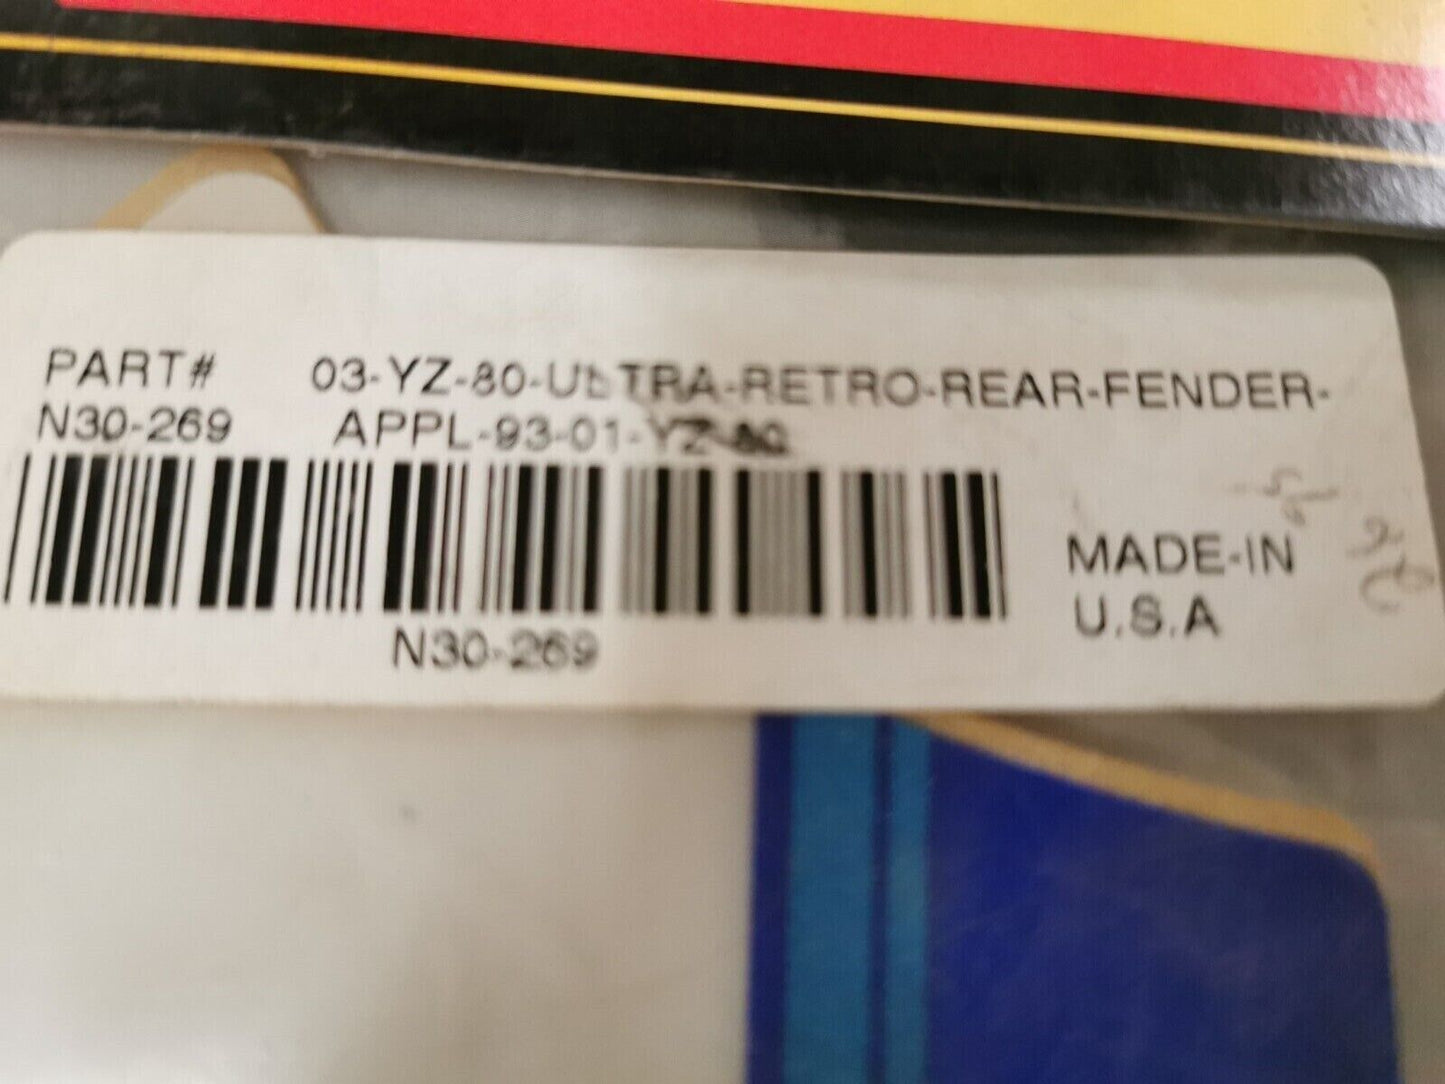 PART# 03-YZ-80-ULTRA-RETRO-REAR-FENDER-
N30-269 APPL-93-01-YZ-80
N30-269
MADE-IN
U.S.A